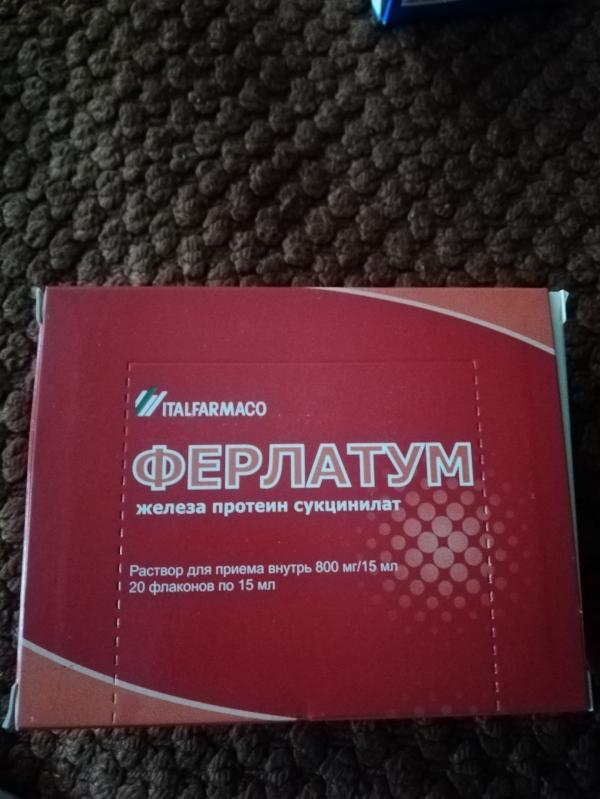 ITALFARMACO
ФЕРЛАТУМ
железа протеин сукцинилат
Раствор для приема внутрь 800 мг/15 мл
20 флаконов по 15 мл